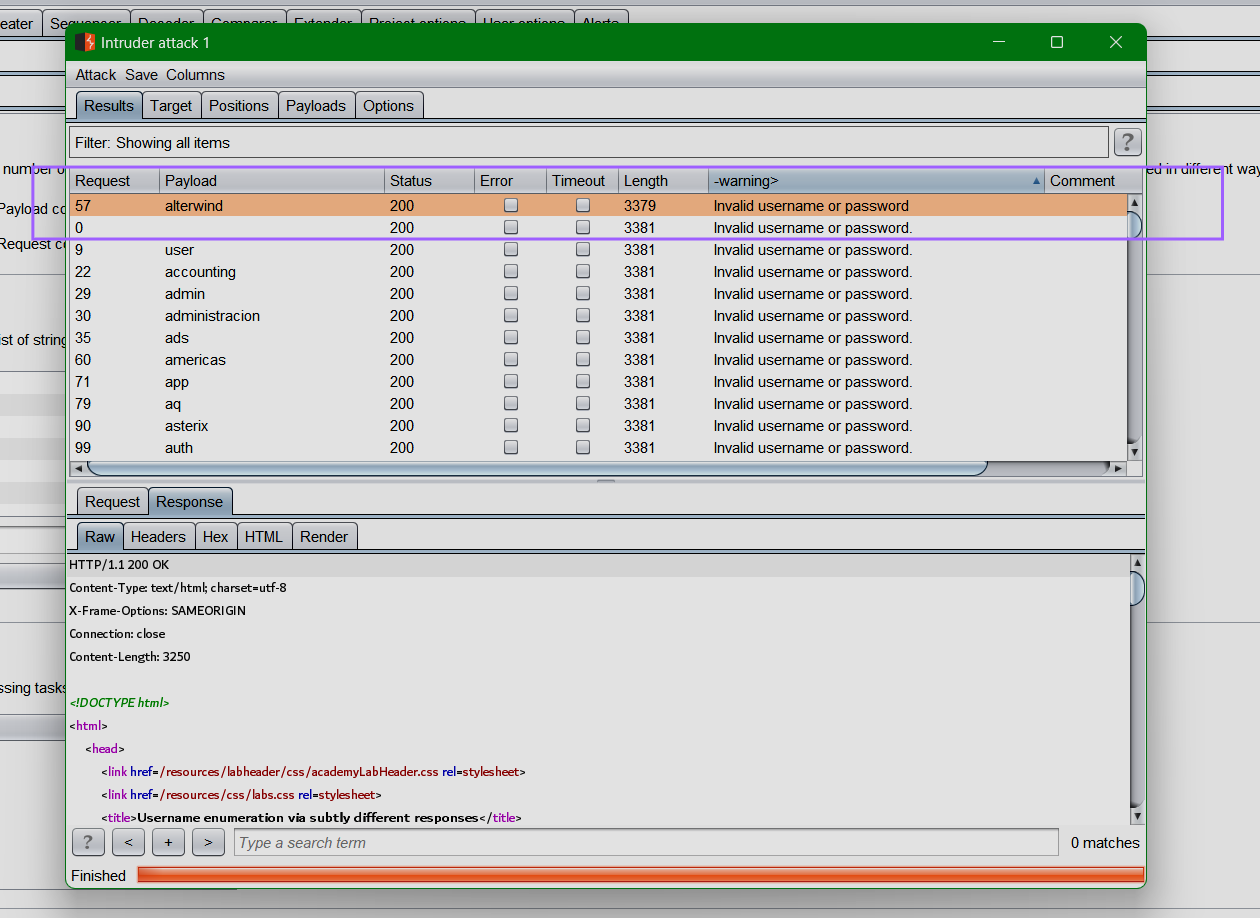 eater Sequencer Decoder Comparer Extender Project options User options Alerts
Intruder attack 1
Attack Save Columns
Results Target Positions Payloads Options
Filter: Showing all items ?
number o
ed in different way
Request Payload Status Error Timeout Length -warning> Comment
Payload co
57 alterwind 200 3379 Invalid username or password
0 200 3381 Invalid username or password.
Request co
9 user 200 3381 Invalid username or password.
22 accounting 200 3381 Invalid username or password.
29 admin 200 3381 Invalid username or password.
30 administracion 200 3381 Invalid username or password.
ist of string
35 ads 200 3381 Invalid username or password.
60 americas 200 3381 Invalid username or password.
71 app 200 3381 Invalid username or password.
79 aq 200 3381 Invalid username or password.
90 asterix 200 3381 Invalid username or password.
99 auth 200 3381 Invalid username or password.
Request Response
Raw Headers Hex HTML Render
HTTP/1.1 200 OK
Content-Type: text/html; charset=utf-8
X-Frame-Options: SAMEORIGIN
Connection: close
Content-Length: 3250
<!DOCTYPE html>
ssing tasks
<html>
<head>
<link href=/resources/labheader/css/academyLabHeader.css rel=stylesheet>
<link href=/resources/css/labs.css rel=stylesheet>
<title>Username enumeration via subtly different responses</title>
? < + > Type a search term 0 matches
Finished